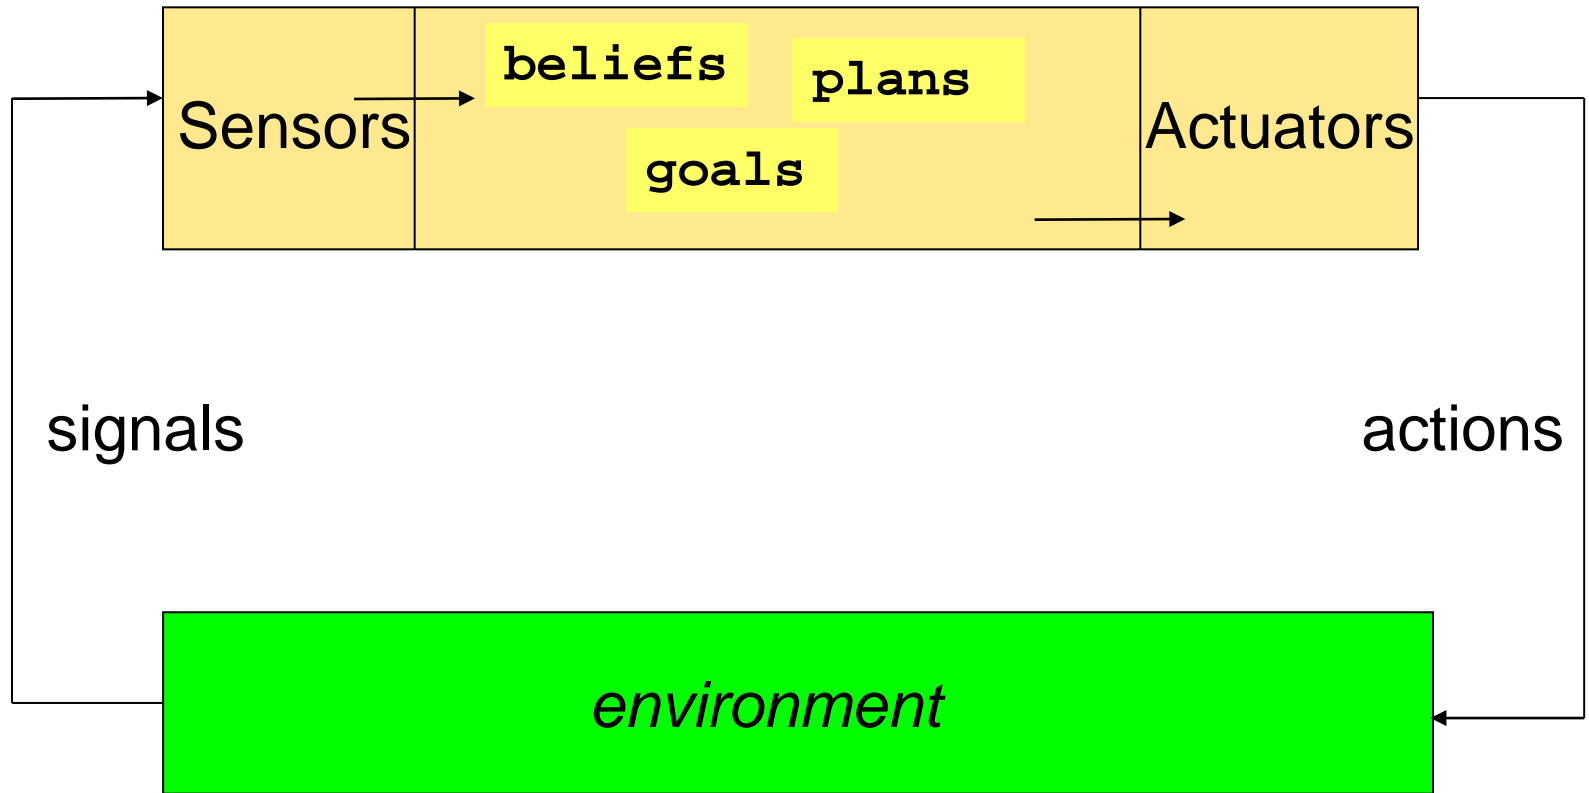 beliefs
plans
Sensors
Actuators
goals
signals
actions
environment